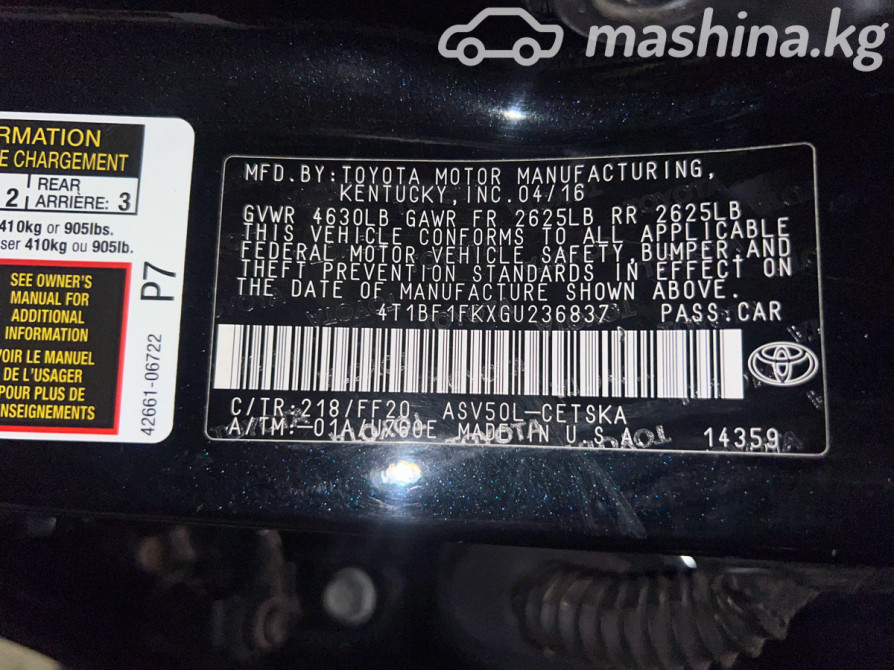 mashina.kg
RMATION
E CHARGEMENT
2 REAR ARRIÈRE: 3
410kg or 905lbs.
ser 410kg ou 905lb.
SEE OWNER'S
MANUAL FOR
ADDITIONAL
INFORMATION
VOIR LE MANUEL
DE L'USAGER
POUR PLUS DE
NSEIGNEMENTS
P7
42661-06722
MFD.BY:TOYOTA MOTOR MANUFACTURING,
KENTUCKY,INC.04/16
GVWR 4630LB GAWR FR 2625LB RR 2625LB
THIS VEHICLE CONFORMS TO ALL APPLICABLE
FEDERAL MOTOR VEHICLE SAFETY,BUMPER,AND
THEFT PREVENTION STANDARDS IN EFFECT ON
THE DATE OF MANUFACTURE SHOWN ABOVE.
4T1BF1FKXGU236837 PASS.CAR
C/TR:218/FF20 ASV50L-CETSKA
A/TM:-01A/U760E MADE IN U.S.A 14359